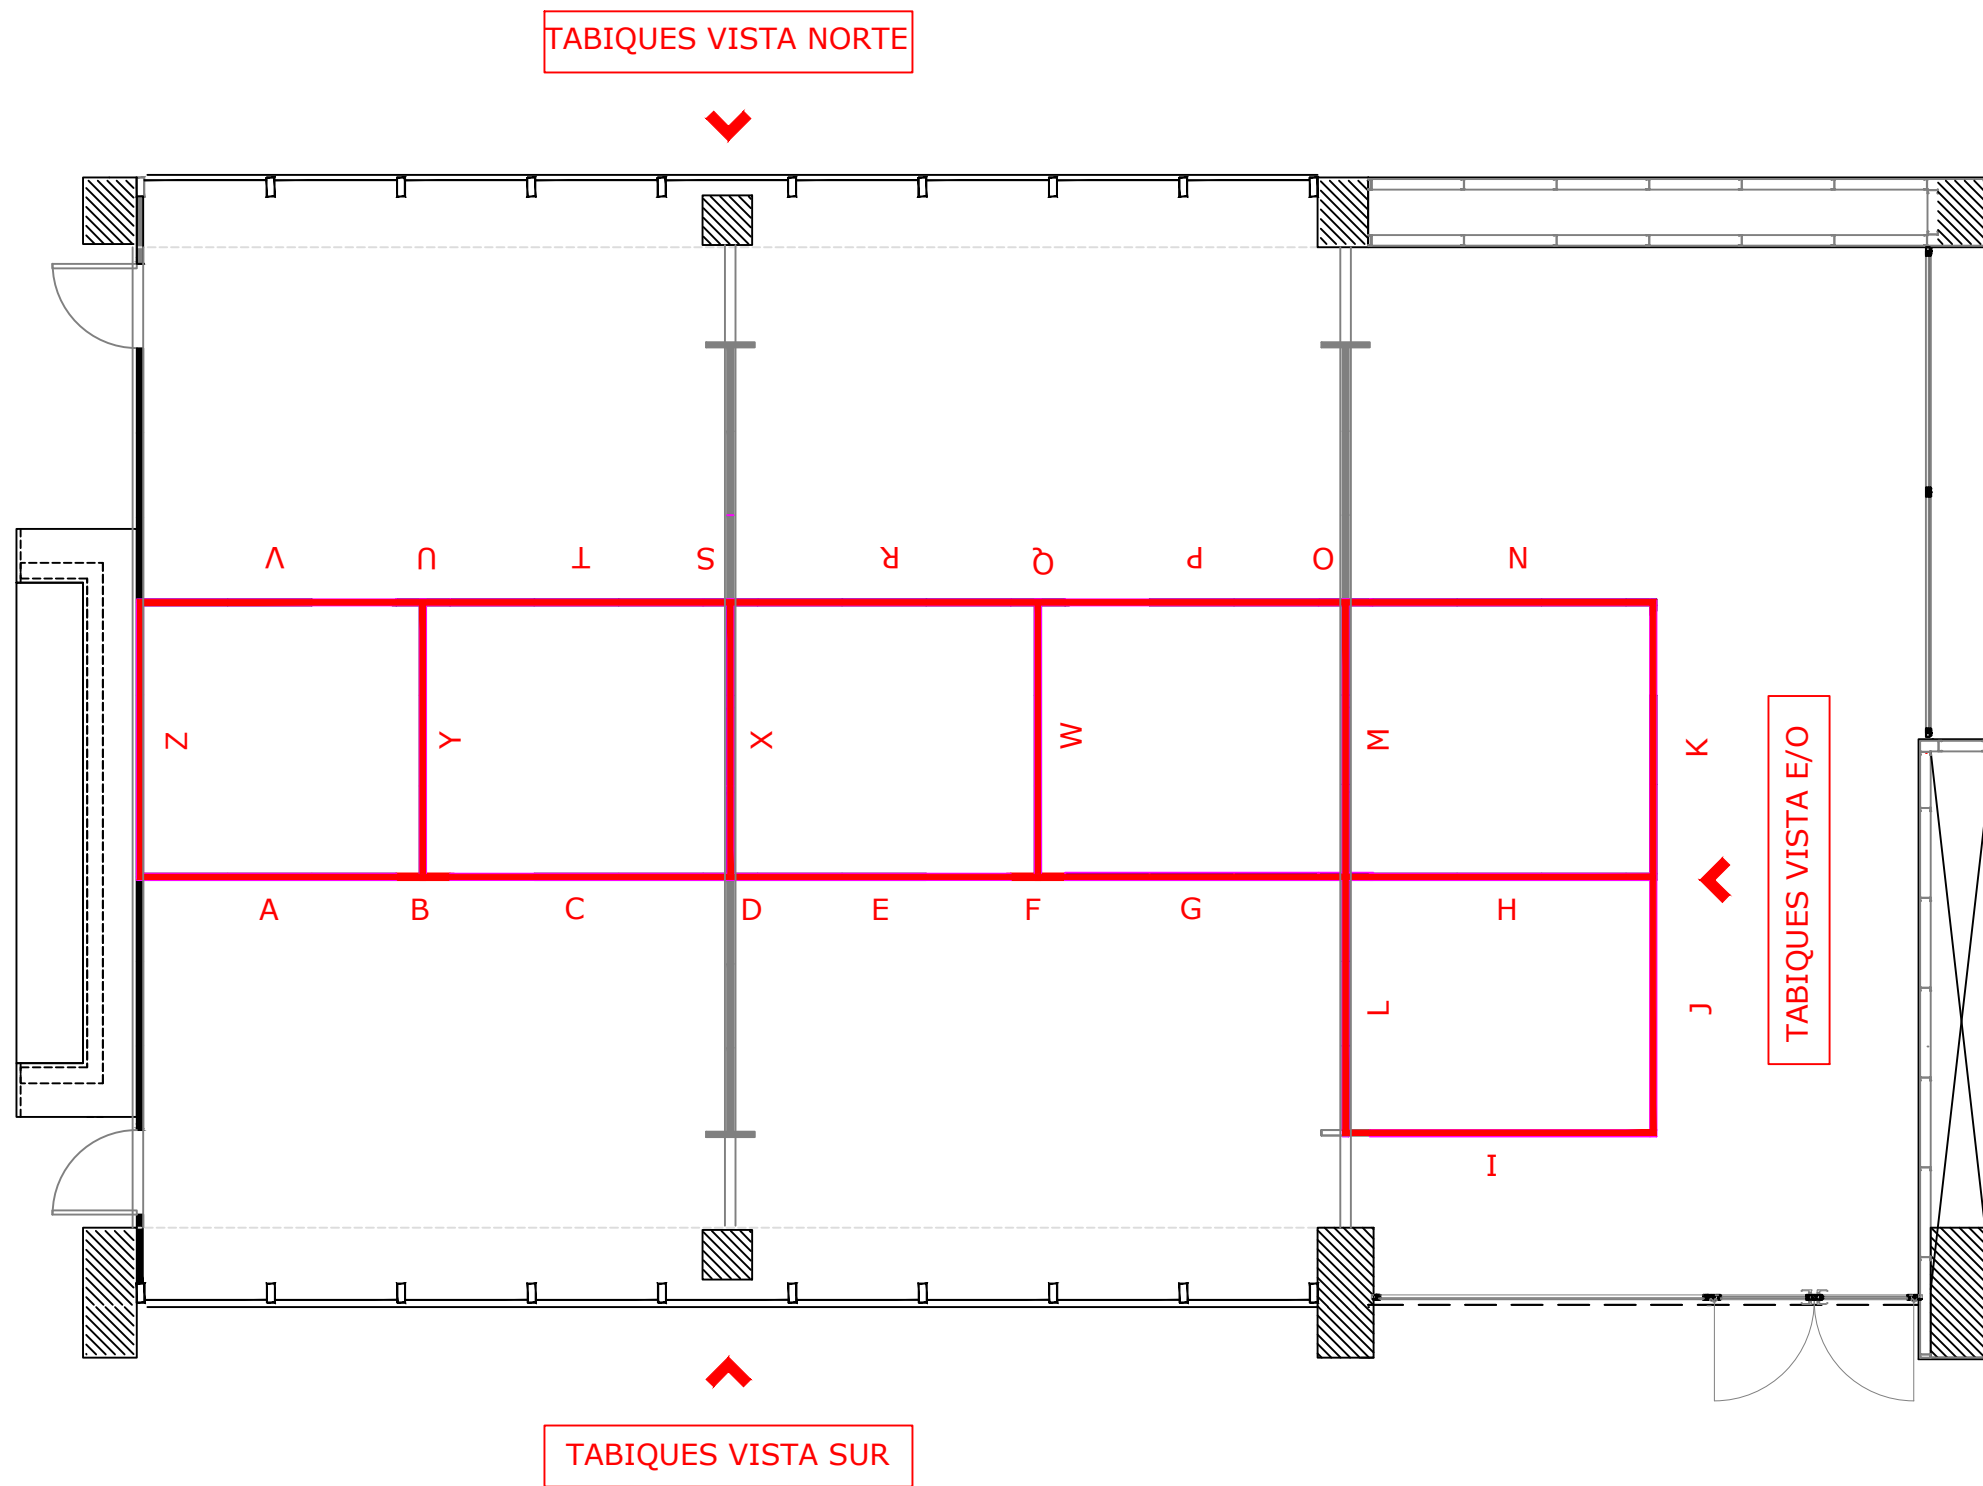 TABIQUES VISTA NORTE
V U T S R Q P O N
Z Y X W M K
TABIQUES VISTA E/O
A B C D E F G H
L J
I
TABIQUES VISTA SUR